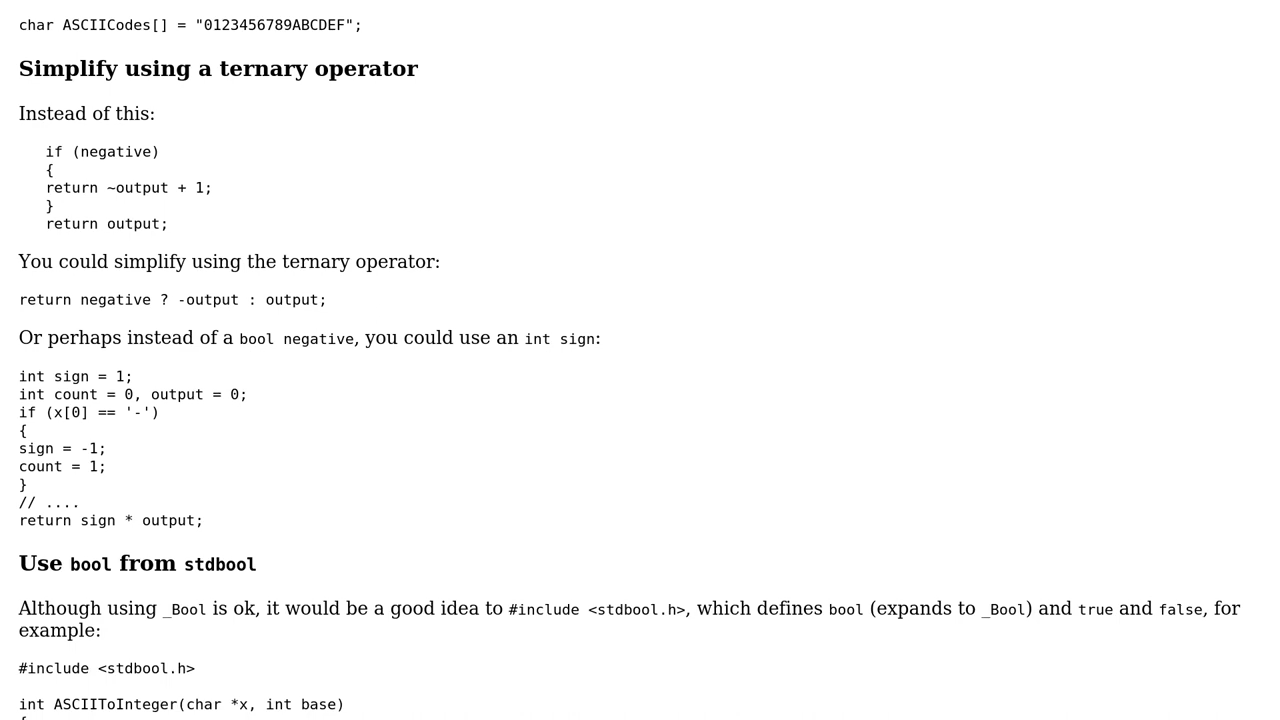 char ASCIICodes[] = "0123456789ABCDEF";
Simplify using a ternary operator
Instead of this:
if (negative)
{
return ~output + 1;
}
return output;
You could simplify using the ternary operator:
return negative ? -output : output;
Or perhaps instead of a bool negative, you could use an int sign:
int sign = 1;
int count = 0, output = 0;
if (x[0] == '-')
{
sign = -1;
count = 1;
}
// ....
return sign * output;
Use bool from stdbool
Although using _Bool is ok, it would be a good idea to #include <stdbool.h>, which defines bool (expands to _Bool) and true and false, for
example:
#include <stdbool.h>
int ASCIIToInteger(char *x, int base)
{